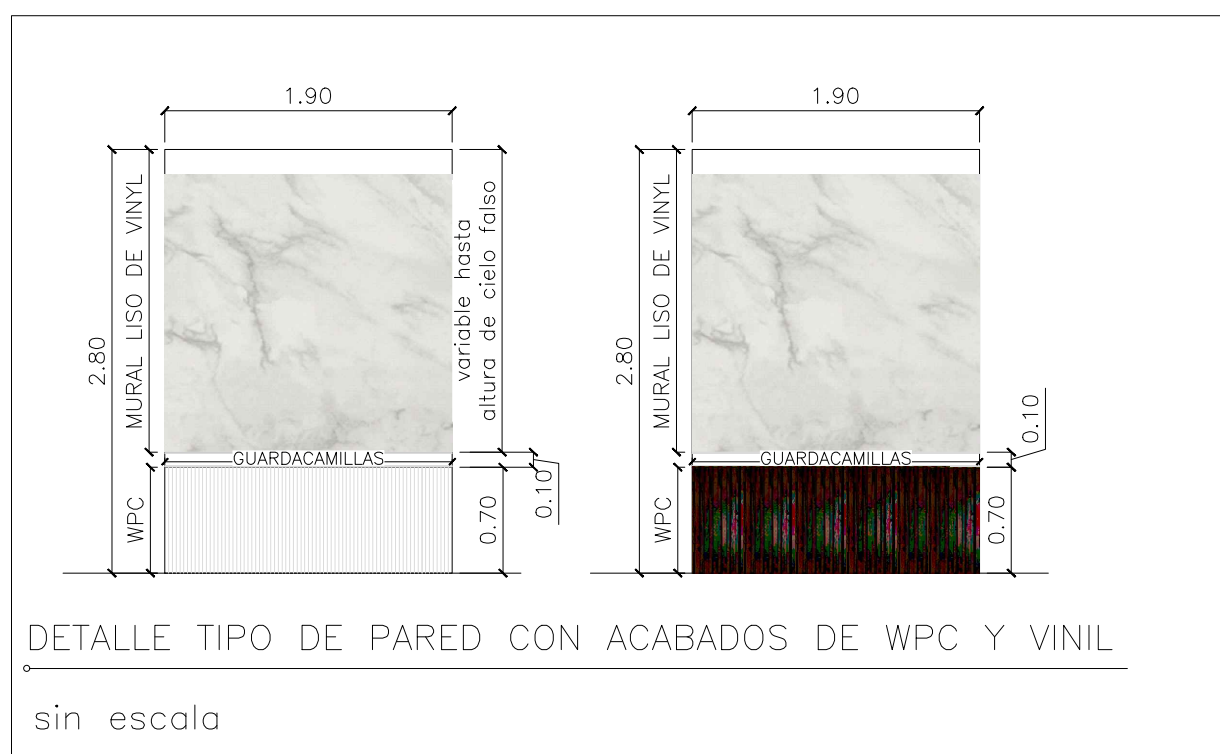 1.90
2.80
MURAL LISO DE VINYL
variable hasta
altura de cielo falso
GUARDACAMILLAS
WPC
0.70
0.10
1.90
2.80
MURAL LISO DE VINYL
GUARDACAMILLAS
WPC
0.70
0.10
DETALLE TIPO DE PARED CON ACABADOS DE WPC Y VINIL
sin escala